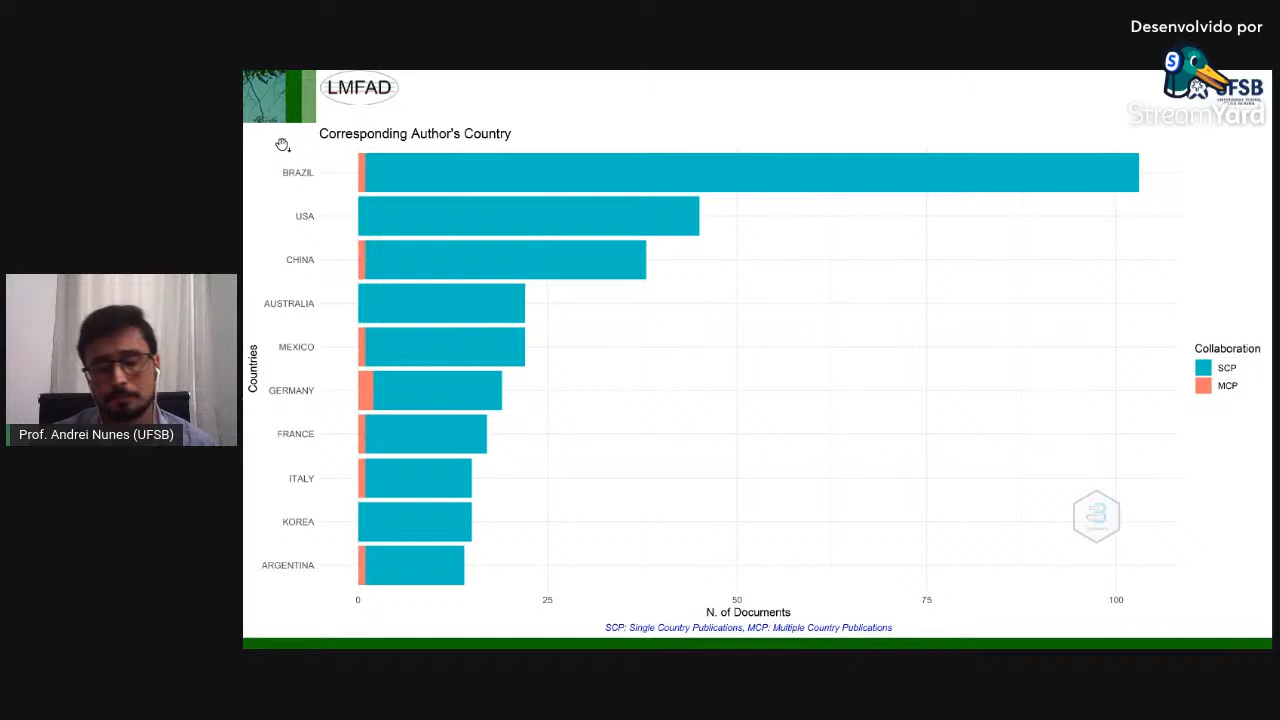 Desenvolvido por
S
StreamYard
LMFAD
UFSB
Corresponding Author's Country
BRAZIL
USA
CHINA
AUSTRALIA
MEXICO
GERMANY
FRANCE
ITALY
KOREA
ARGENTINA
Countries
0 25 50 75 100
N. of Documents
SCP: Single Country Publications, MCP: Multiple Country Publications
Collaboration
SCP
MCP
Prof. Andrei Nunes (UFSB)